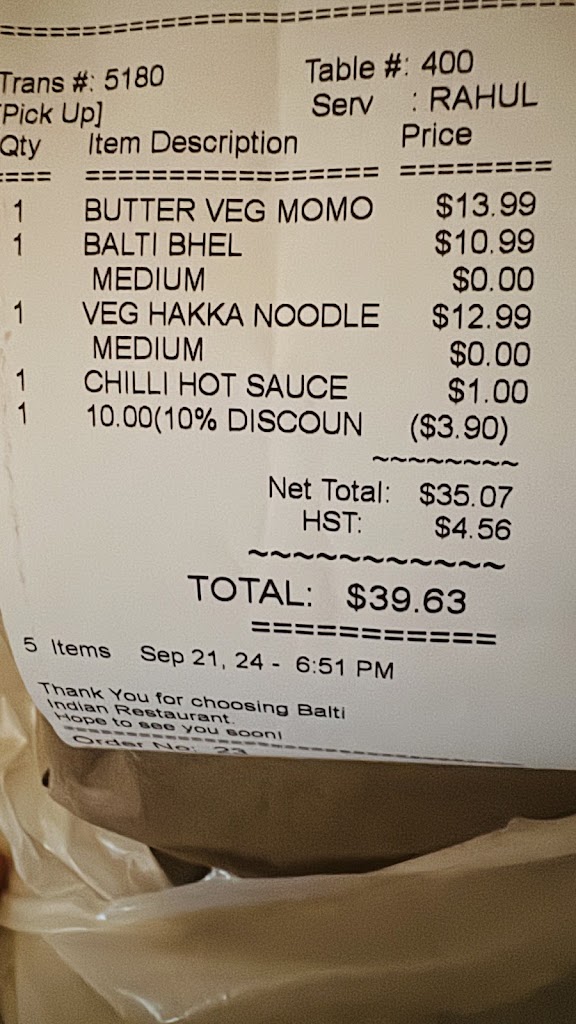 =================================
Trans #: 5180 Table #: 400
[Pick Up] Serv : RAHUL
Qty Item Description Price
==== ================= ========
1 BUTTER VEG MOMO $13.99
1 BALTI BHEL $10.99
MEDIUM $0.00
1 VEG HAKKA NOODLE $12.99
MEDIUM $0.00
1 CHILLI HOT SAUCE $1.00
1 10.00(10% DISCOUN ($3.90)
~~~~~~~~
Net Total: $35.07
HST: $4.56
~~~~~~~~~~~~
TOTAL: $39.63
===========
5 Items Sep 21, 24 - 6:51 PM
Thank You for choosing Balti
Indian Restaurant.
Hope to see you soon!
=================================
Order No: 23